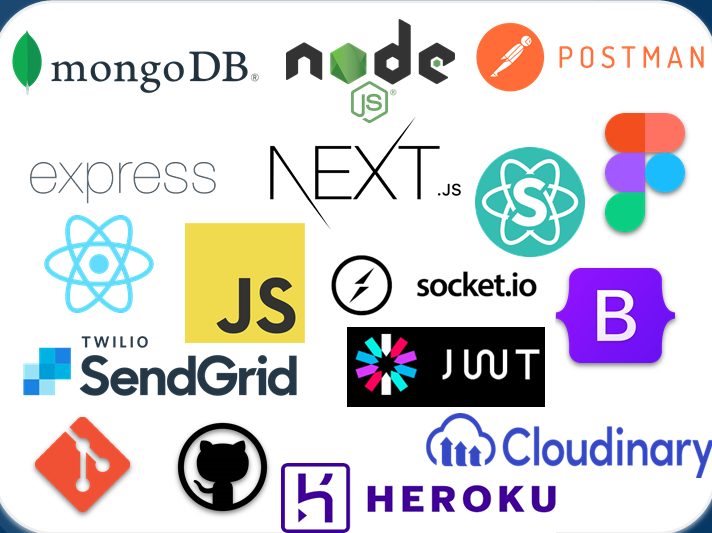 mongoDB®
node
JS®
POSTMAN
express
NEXT.JS
S
JS
socket.io
B
TWILIO
SendGrid
JWT
Cloudinary
HEROKU